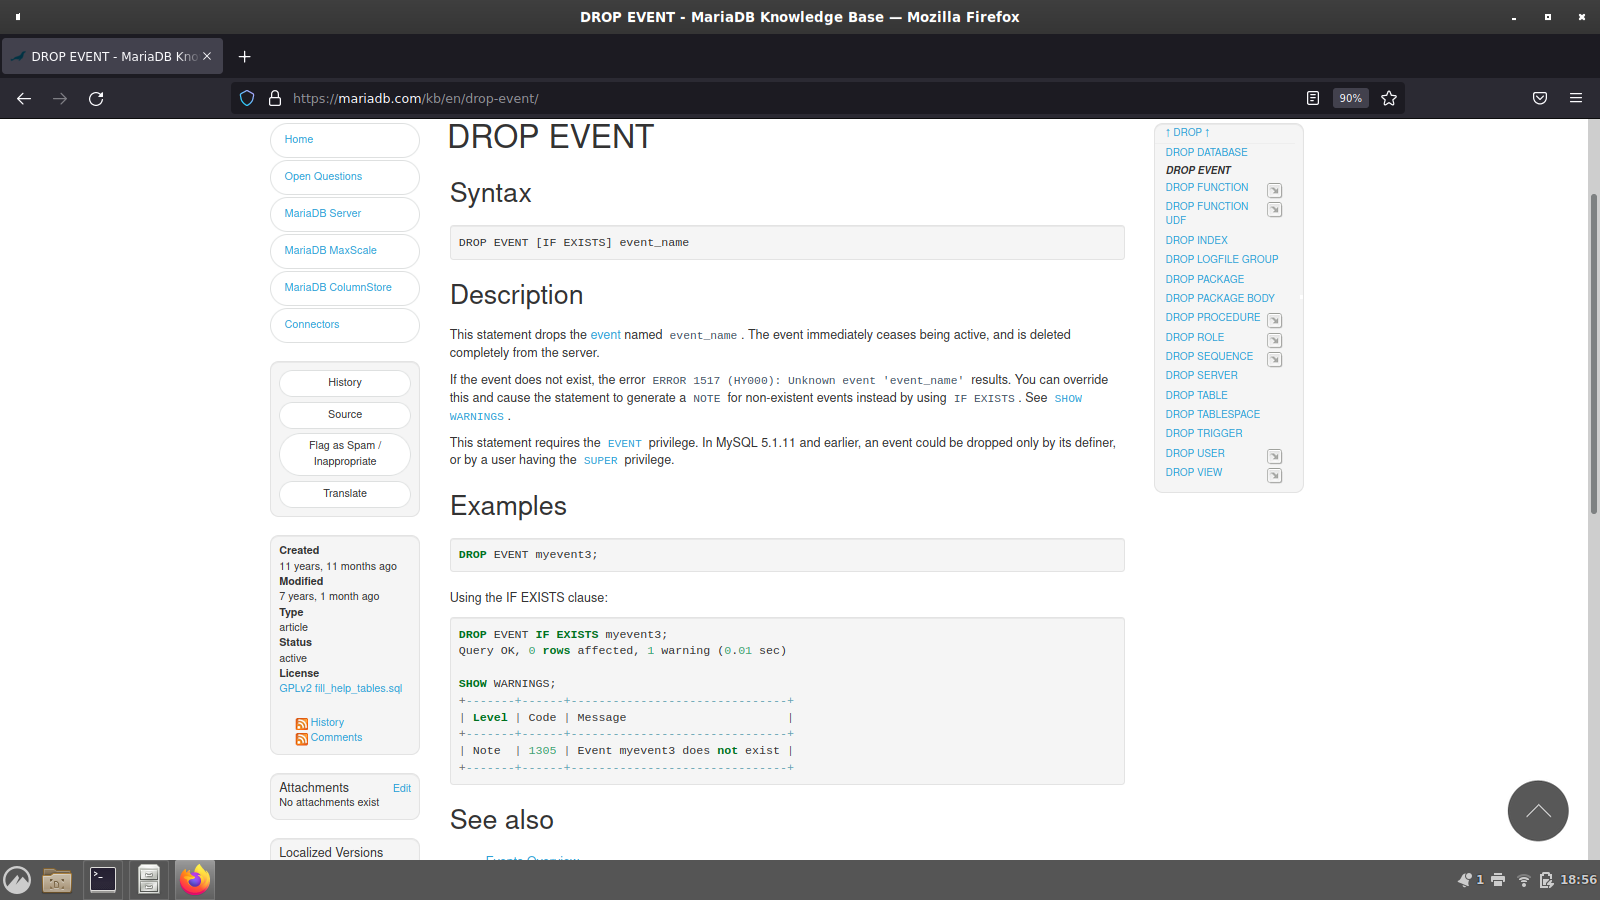 DROP EVENT - MariaDB Knowledge Base — Mozilla Firefox
DROP EVENT - MariaDB Kno
https://mariadb.com/kb/en/drop-event/
90%
Home
Open Questions
MariaDB Server
MariaDB MaxScale
MariaDB ColumnStore
Connectors
History
Source
Flag as Spam /
Inappropriate
Translate
Created
11 years, 11 months ago
Modified
7 years, 1 month ago
Type
article
Status
active
License
GPLv2 fill_help_tables.sql
History
Comments
Attachments Edit
No attachments exist
Localized Versions
DROP EVENT
Syntax
DROP EVENT [IF EXISTS] event_name
Description
This statement drops the event named event_name . The event immediately ceases being active, and is deleted
completely from the server.
If the event does not exist, the error ERROR 1517 (HY000): Unknown event 'event_name' results. You can override
this and cause the statement to generate a NOTE for non-existent events instead by using IF EXISTS . See SHOW
WARNINGS .
This statement requires the EVENT privilege. In MySQL 5.1.11 and earlier, an event could be dropped only by its definer,
or by a user having the SUPER privilege.
Examples
DROP EVENT myevent3;
Using the IF EXISTS clause:
DROP EVENT IF EXISTS myevent3;
Query OK, 0 rows affected, 1 warning (0.01 sec)
SHOW WARNINGS;
+-------+------+-------------------------------+
| Level | Code | Message                       |
+-------+------+-------------------------------+
| Note  | 1305 | Event myevent3 does not exist |
+-------+------+-------------------------------+
See also
Events Overview
↑ DROP ↑
DROP DATABASE
DROP EVENT
DROP FUNCTION
DROP FUNCTION
UDF
DROP INDEX
DROP LOGFILE GROUP
DROP PACKAGE
DROP PACKAGE BODY
DROP PROCEDURE
DROP ROLE
DROP SEQUENCE
DROP SERVER
DROP TABLE
DROP TABLESPACE
DROP TRIGGER
DROP USER
DROP VIEW
1
18:56